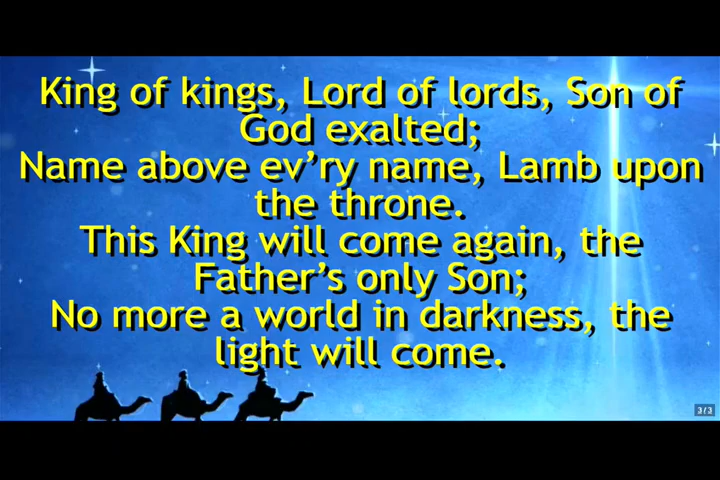 King of kings, Lord of lords, Son of
God exalted;
Name above ev’ry name, Lamb upon
the throne.
This King will come again, the
Father’s only Son;
No more a world in darkness, the
light will come.
3/3